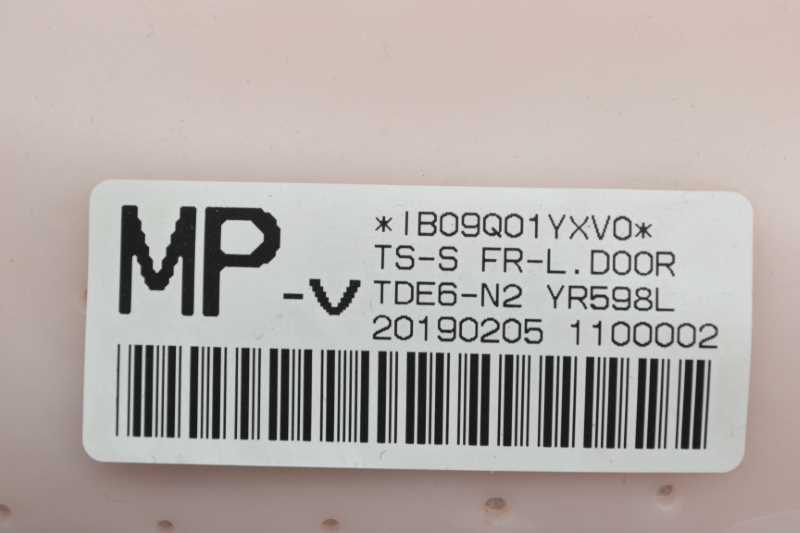 MP-v
*IB09Q01YXV0*
TS-S FR-L.DOOR
TDE6-N2 YR598L
20190205 1100002